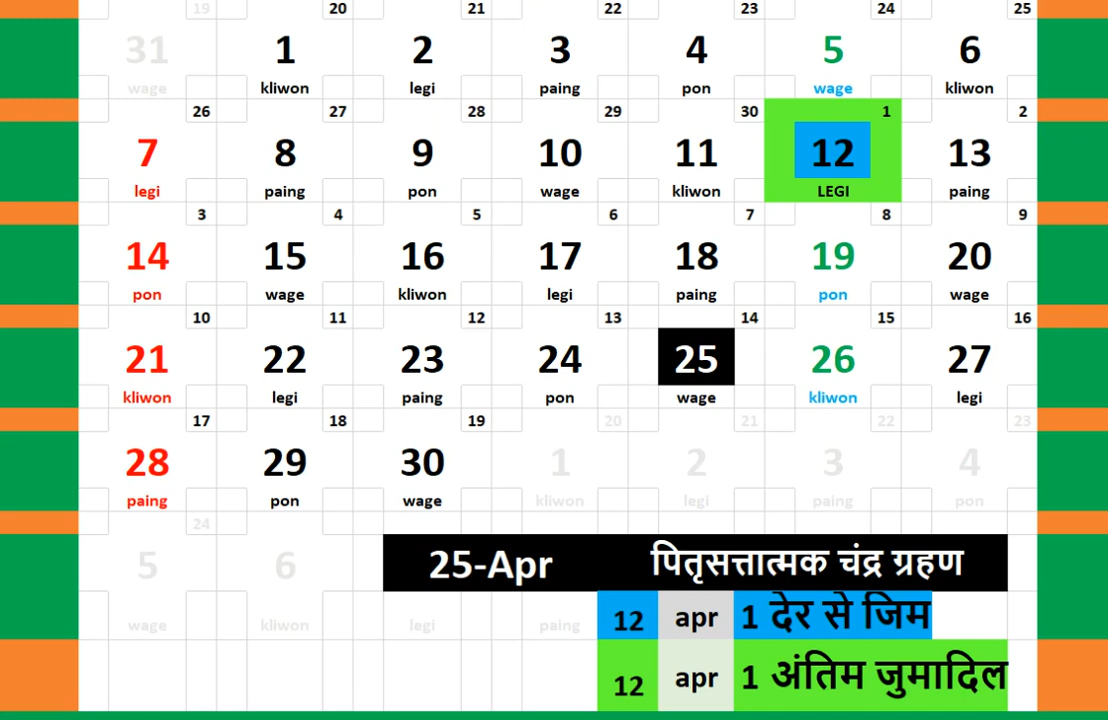 19 20 21 22 23 24 25
31 1 2 3 4 5 6
wage kliwon legi paing pon wage kliwon
26 27 28 29 30 1 2
7 8 9 10 11 12 13
legi paing pon wage kliwon LEGI paing
3 4 5 6 7 8 9
14 15 16 17 18 19 20
pon wage kliwon legi paing pon wage
10 11 12 13 14 15 16
21 22 23 24 25 26 27
kliwon legi paing pon wage kliwon legi
17 18 19 20 21 22 23
28 29 30 1 2 3 4
paing pon wage kliwon legi paing pon
24
5 6 25-Apr पितृसत्तात्मक चंद्र ग्रहण
wage kliwon legi paing 12 apr 1 देर से जिम
12 apr 1 अंतिम जुमादिल